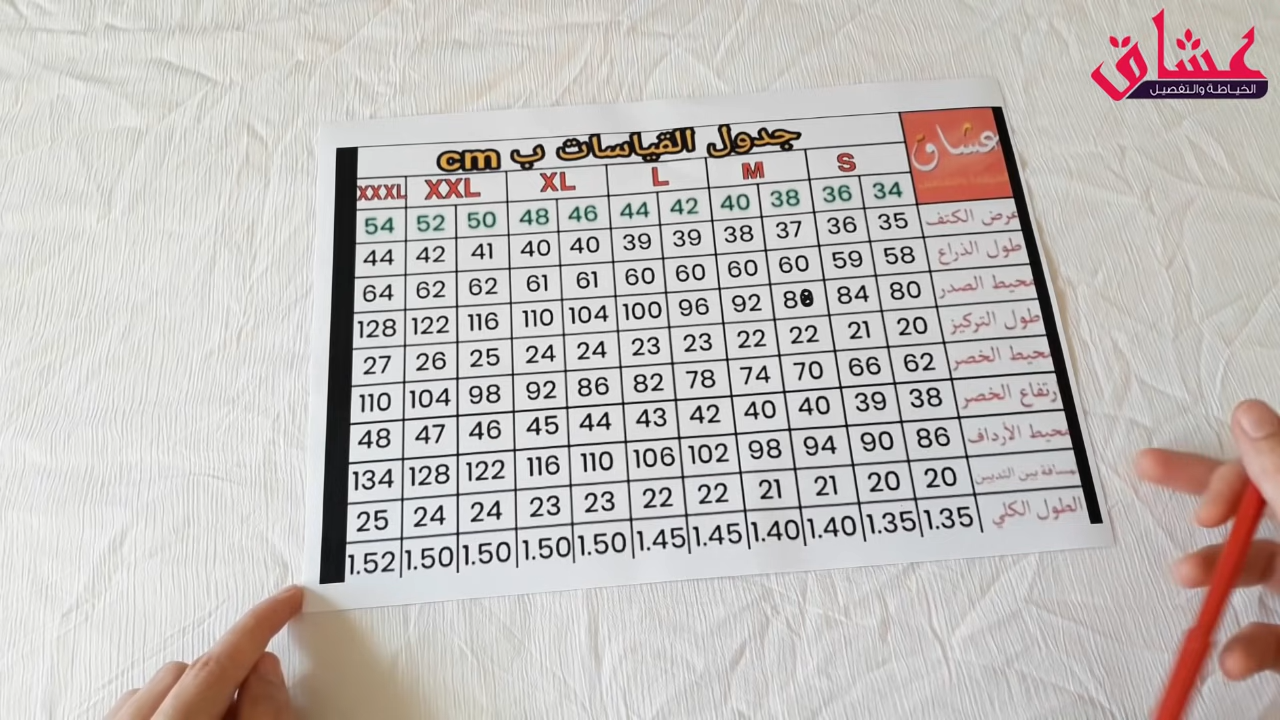 عشاق
الخياطة والتفصيل
جدول القياسات ب cm
عشاق
S M L XL XXL XXXL
34 36 38 40 42 44 46 48 50 52 54
عرض الكتف 35 36 37 38 39 39 40 40 41 42 44
طول الذراع 58 59 60 60 60 60 61 61 62 62 64
محيط الصدر 80 84 88 92 96 100 104 110 116 122 128
طول التركيز 20 21 22 22 23 23 24 24 25 26 27
محيط الخصر 62 66 70 74 78 82 86 92 98 104 110
إرتفاع الخصر 38 39 40 40 42 43 44 45 46 47 48
محيط الأرداف 86 90 94 98 102 106 110 116 122 128 134
مسافة بين الثديين 20 20 21 21 22 22 23 23 24 24 25
الطول الكلي 1.35 1.35 1.40 1.40 1.45 1.45 1.50 1.50 1.50 1.50 1.52